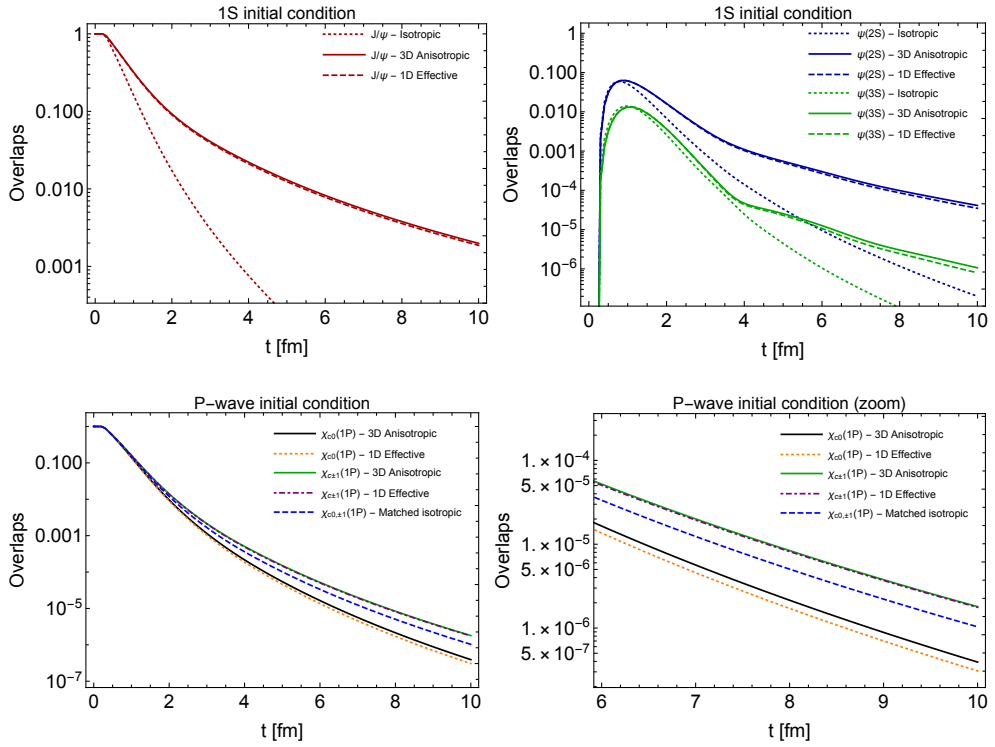 1S initial condition
J/ψ − Isotropic
J/ψ − 3D Anisotropic
J/ψ − 1D Effective
1
0.100
0.010
0.001
Overlaps
0 2 4 6 8 10
t [fm]
1S initial condition
ψ(2S) − Isotropic
ψ(2S) − 3D Anisotropic
ψ(2S) − 1D Effective
ψ(3S) − Isotropic
ψ(3S) − 3D Anisotropic
ψ(3S) − 1D Effective
1
0.100
0.010
0.001
10⁻⁴
10⁻⁵
10⁻⁶
Overlaps
0 2 4 6 8 10
t [fm]
P−wave initial condition
χc0(1P) − 3D Anisotropic
χc0(1P) − 1D Effective
χc±1(1P) − 3D Anisotropic
χc±1(1P) − 1D Effective
χc0,±1(1P) − Matched isotropic
0.100
0.001
10⁻⁵
10⁻⁷
Overlaps
0 2 4 6 8 10
t [fm]
P−wave initial condition (zoom)
χc0(1P) − 3D Anisotropic
χc0(1P) − 1D Effective
χc±1(1P) − 3D Anisotropic
χc±1(1P) − 1D Effective
χc0,±1(1P) − Matched isotropic
1. × 10⁻⁴
5. × 10⁻⁵
1. × 10⁻⁵
5. × 10⁻⁶
1. × 10⁻⁶
5. × 10⁻⁷
Overlaps
6 7 8 9 10
t [fm]